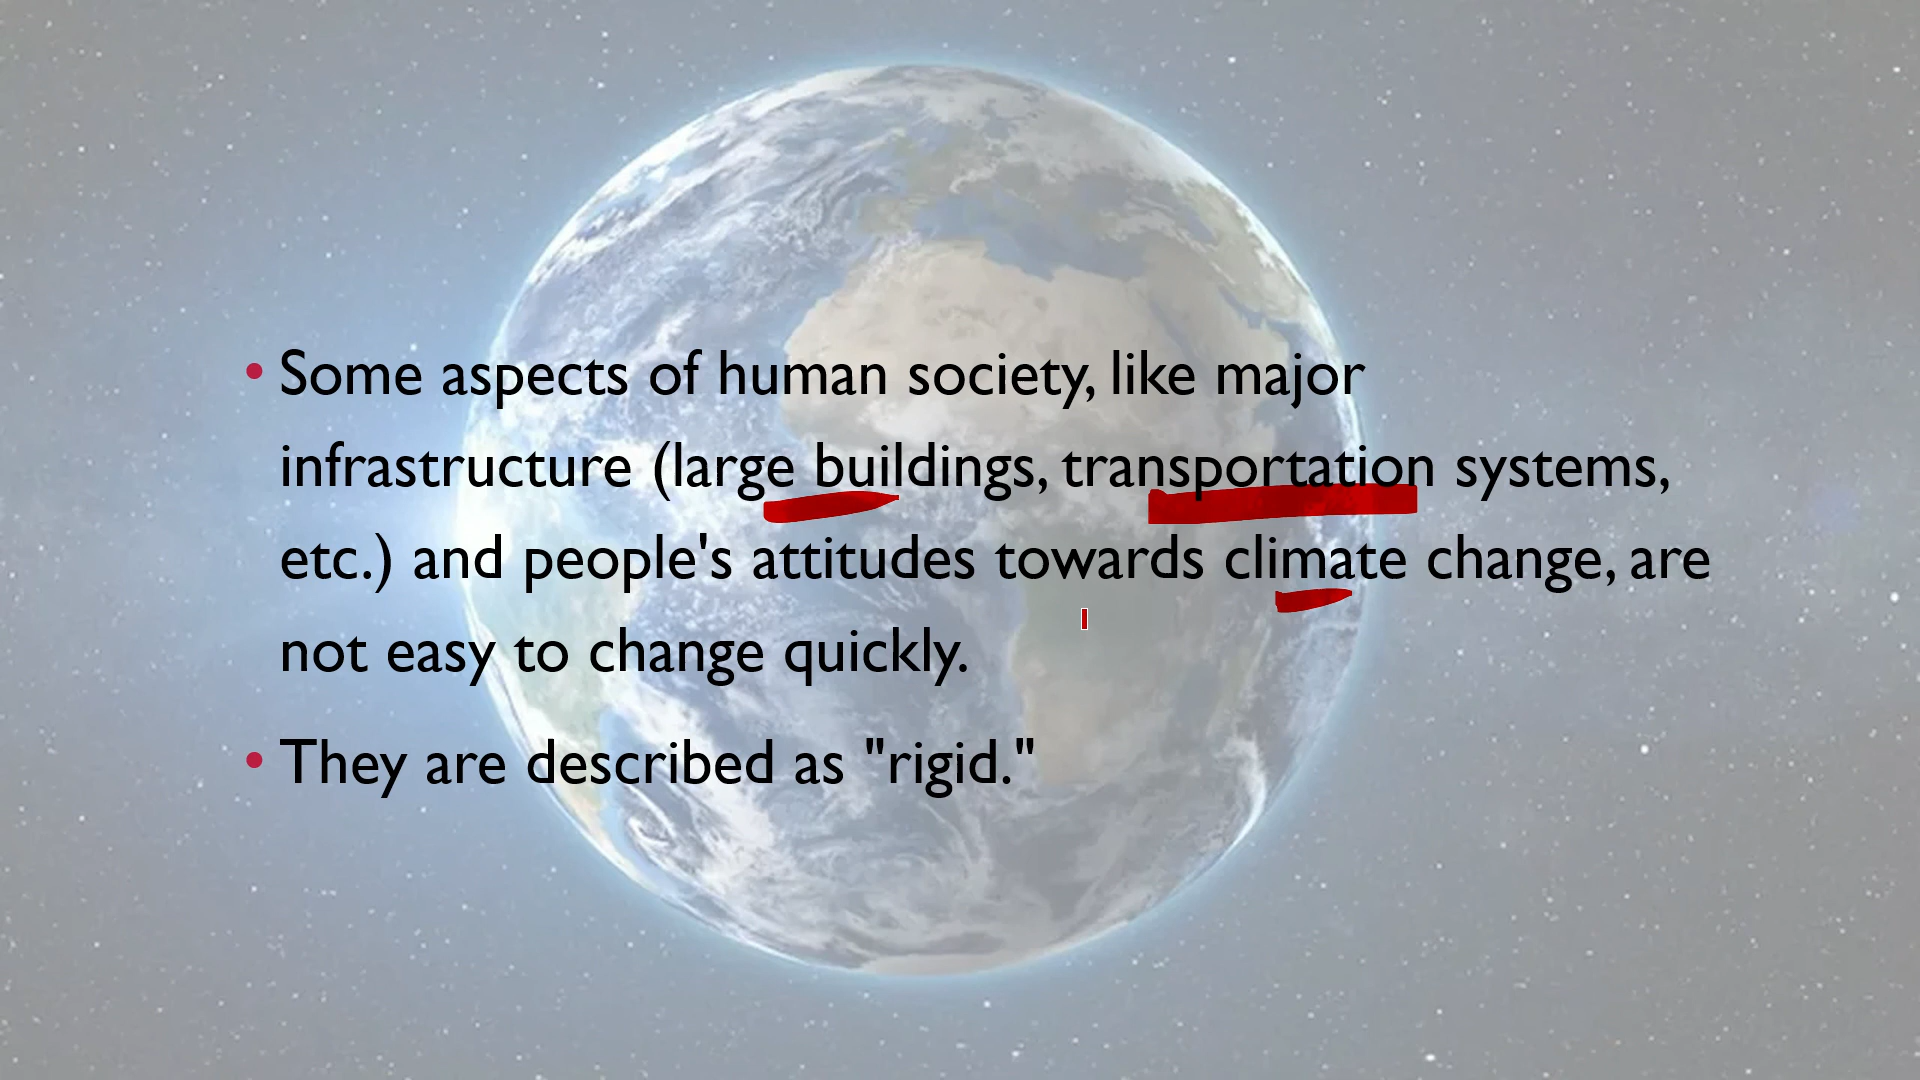 • Some aspects of human society, like major
infrastructure (large buildings, transportation systems,
etc.) and people's attitudes towards climate change, are
not easy to change quickly.
• They are described as "rigid."